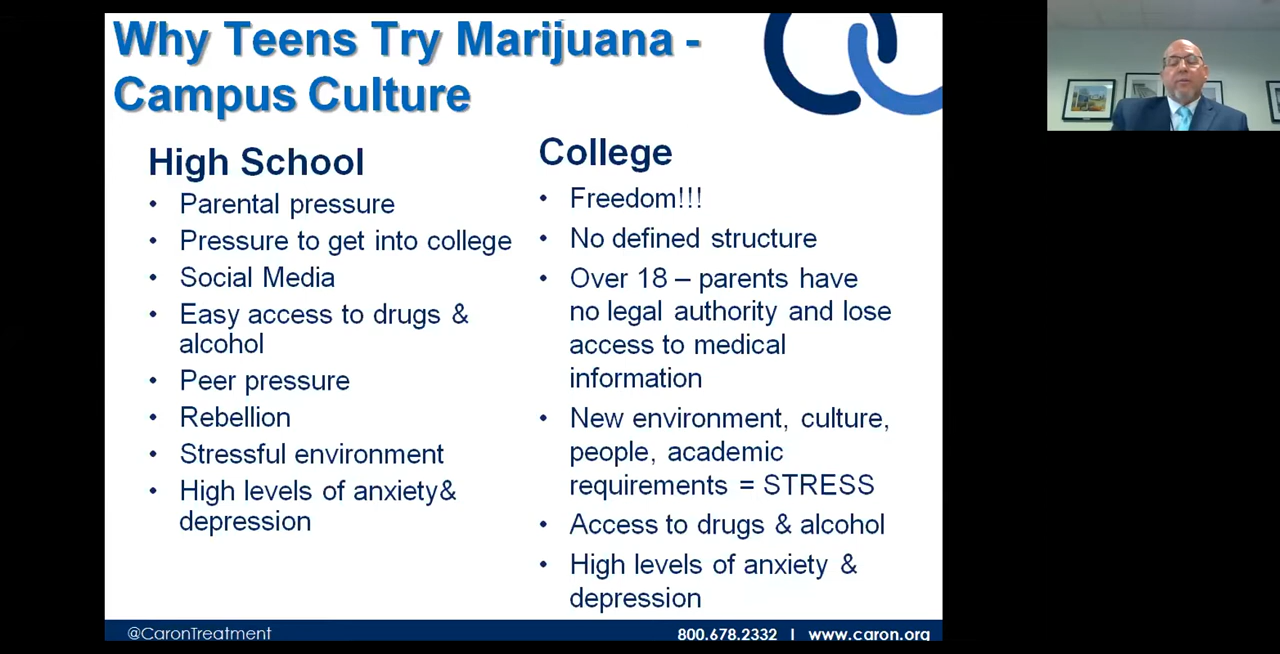 Why Teens Try Marijuana -
Campus Culture
High School
• Parental pressure
• Pressure to get into college
• Social Media
• Easy access to drugs &
alcohol
• Peer pressure
• Rebellion
• Stressful environment
• High levels of anxiety&
depression
College
• Freedom!!!
• No defined structure
• Over 18 – parents have
no legal authority and lose
access to medical
information
• New environment, culture,
people, academic
requirements = STRESS
• Access to drugs & alcohol
• High levels of anxiety &
depression
@CaronTreatment
800.678.2332 | www.caron.org